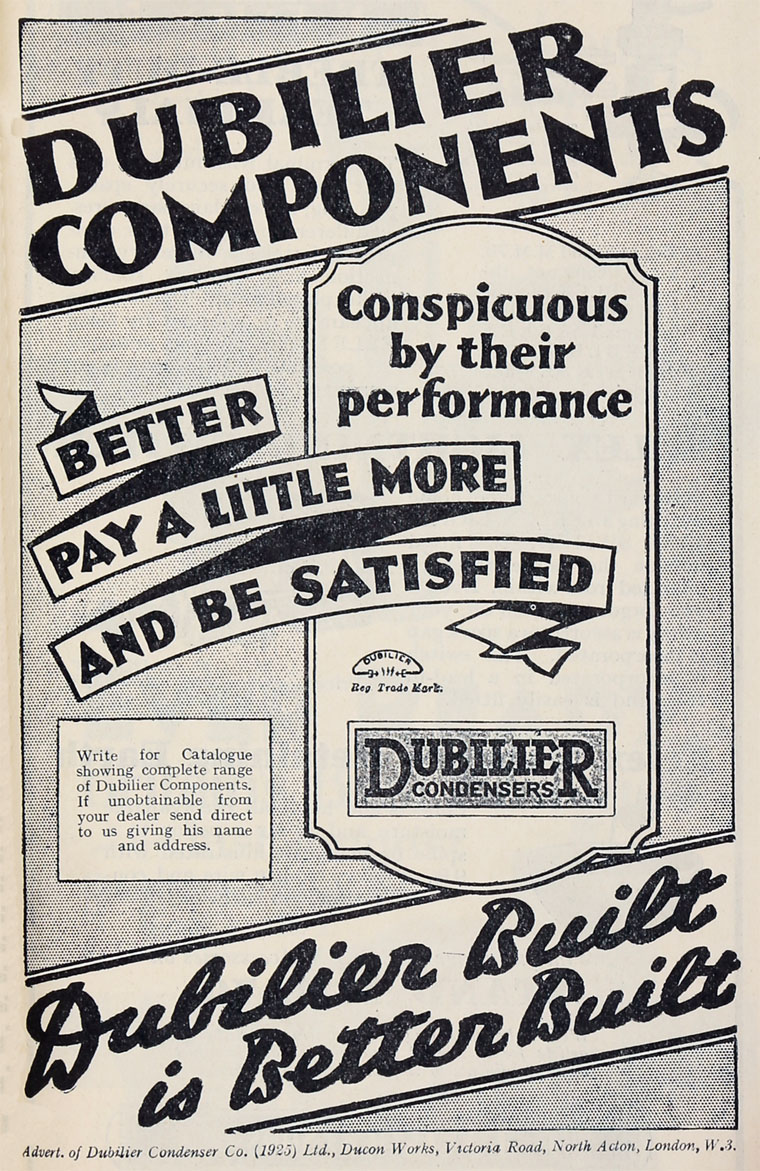 DUBILIER
COMPONENTS
Conspicuous
by their
performance
BETTER
PAY A LITTLE MORE
AND BE SATISFIED
DUBILIER
Reg Trade Mark.
DUBILIER
CONDENSERS
Write for Catalogue
showing complete range
of Dubilier Components.
If unobtainable from
your dealer send direct
to us giving his name
and address.
Dubilier Built
is Better Built
Advert. of Dubilier Condenser Co. (1925) Ltd., Ducon Works, Victoria Road, North Acton, London, W.3.